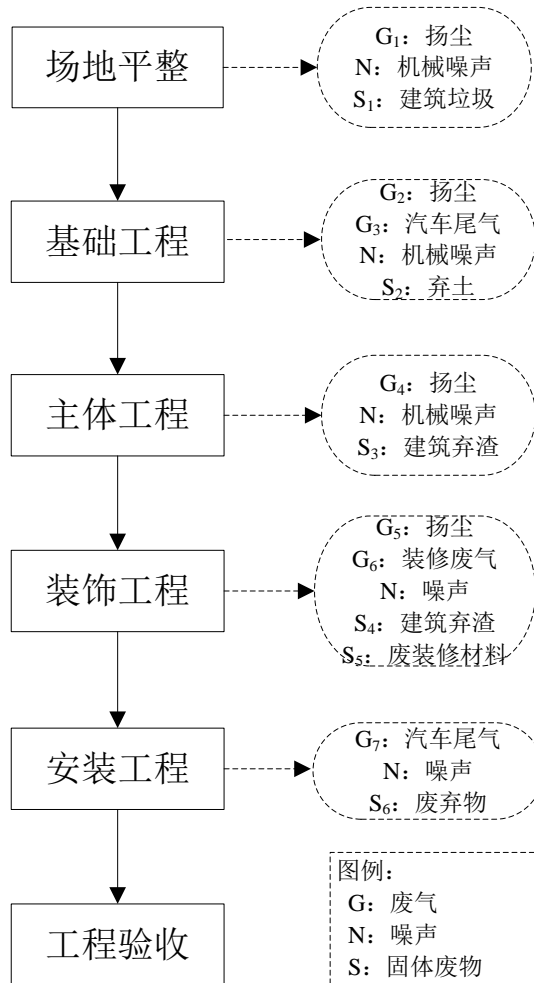 场地平整
G₁：扬尘
N：机械噪声
S₁：建筑垃圾
基础工程
G₂：扬尘
G₃：汽车尾气
N：机械噪声
S₂：弃土
主体工程
G₄：扬尘
N：机械噪声
S₃：建筑弃渣
装饰工程
G₅：扬尘
G₆：装修废气
N：噪声
S₄：建筑弃渣
S₅：废装修材料
安装工程
G₇：汽车尾气
N：噪声
S₆：废弃物
工程验收
图例：
G：废气
N：噪声
S：固体废物